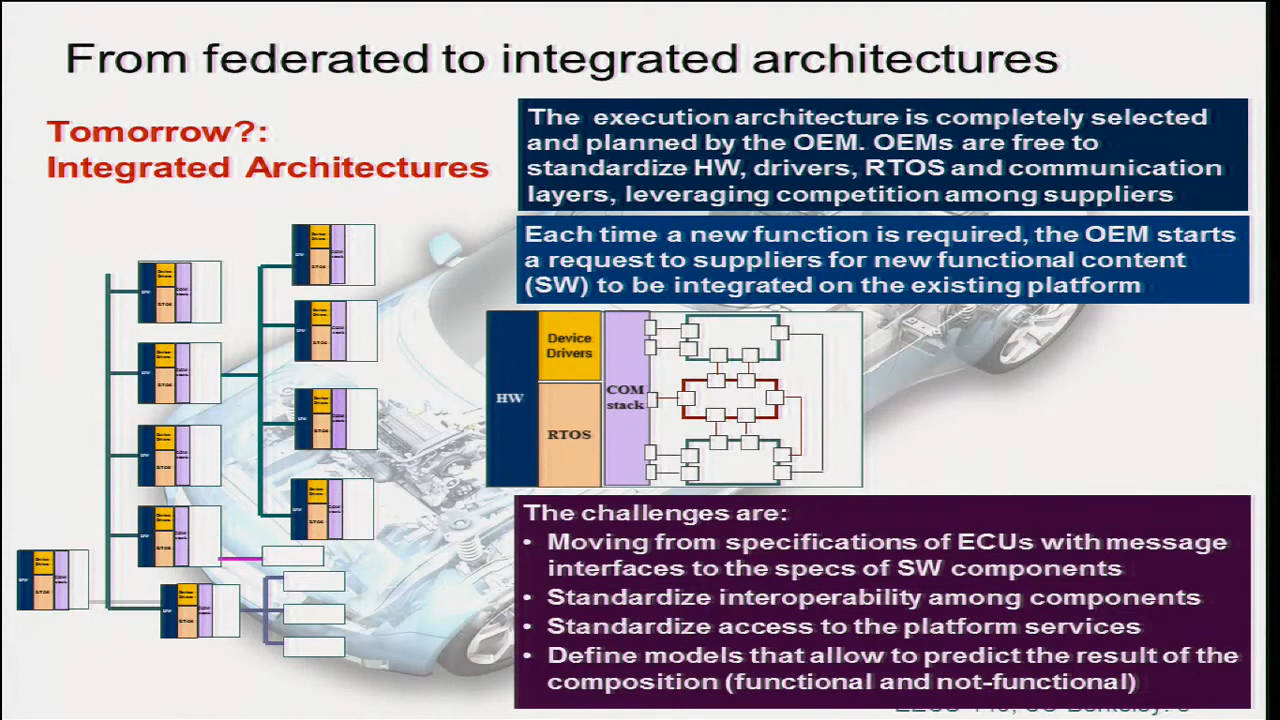 From federated to integrated architectures
Tomorrow?:
Integrated Architectures
The execution architecture is completely selected
and planned by the OEM. OEMs are free to
standardize HW, drivers, RTOS and communication
layers, leveraging competition among suppliers
Each time a new function is required, the OEM starts
a request to suppliers for new functional content
(SW) to be integrated on the existing platform
HW
Device
Drivers
RTOS
COM
stack
The challenges are:
• Moving from specifications of ECUs with message
interfaces to the specs of SW components
• Standardize interoperability among components
• Standardize access to the platform services
• Define models that allow to predict the result of the
composition (functional and not-functional)